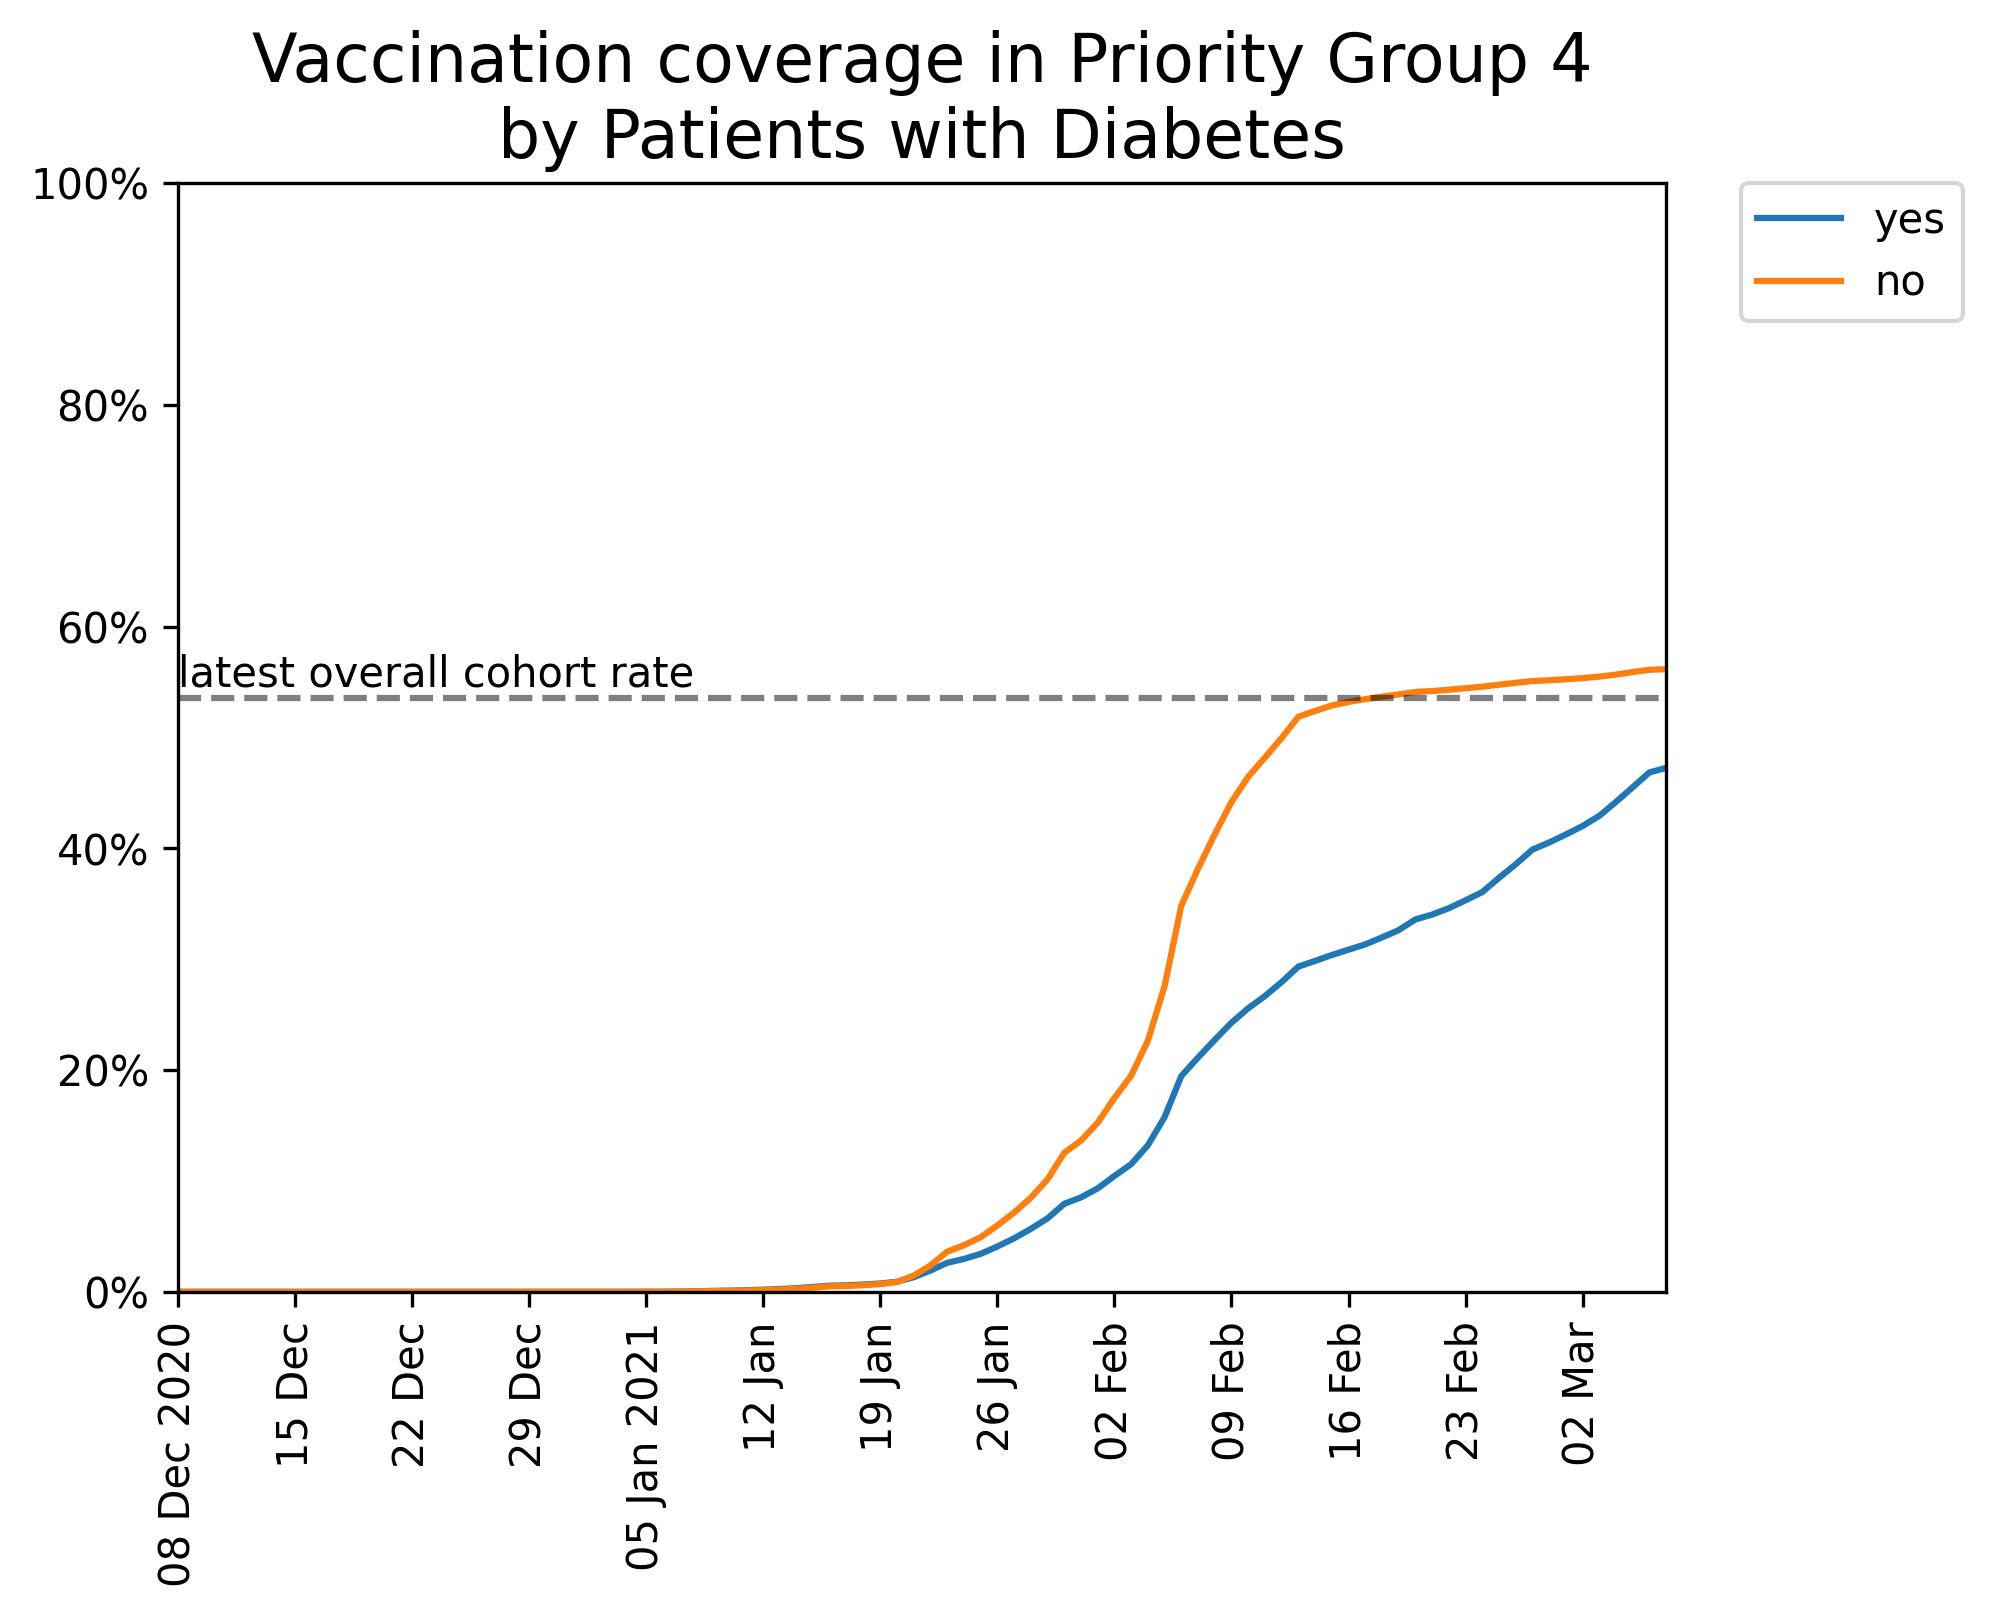 Vaccination coverage in Priority Group 4
by Patients with Diabetes
100%
80%
60%
40%
20%
0%
latest overall cohort rate
yes
no
08 Dec 2020
15 Dec
22 Dec
29 Dec
05 Jan 2021
12 Jan
19 Jan
26 Jan
02 Feb
09 Feb
16 Feb
23 Feb
02 Mar